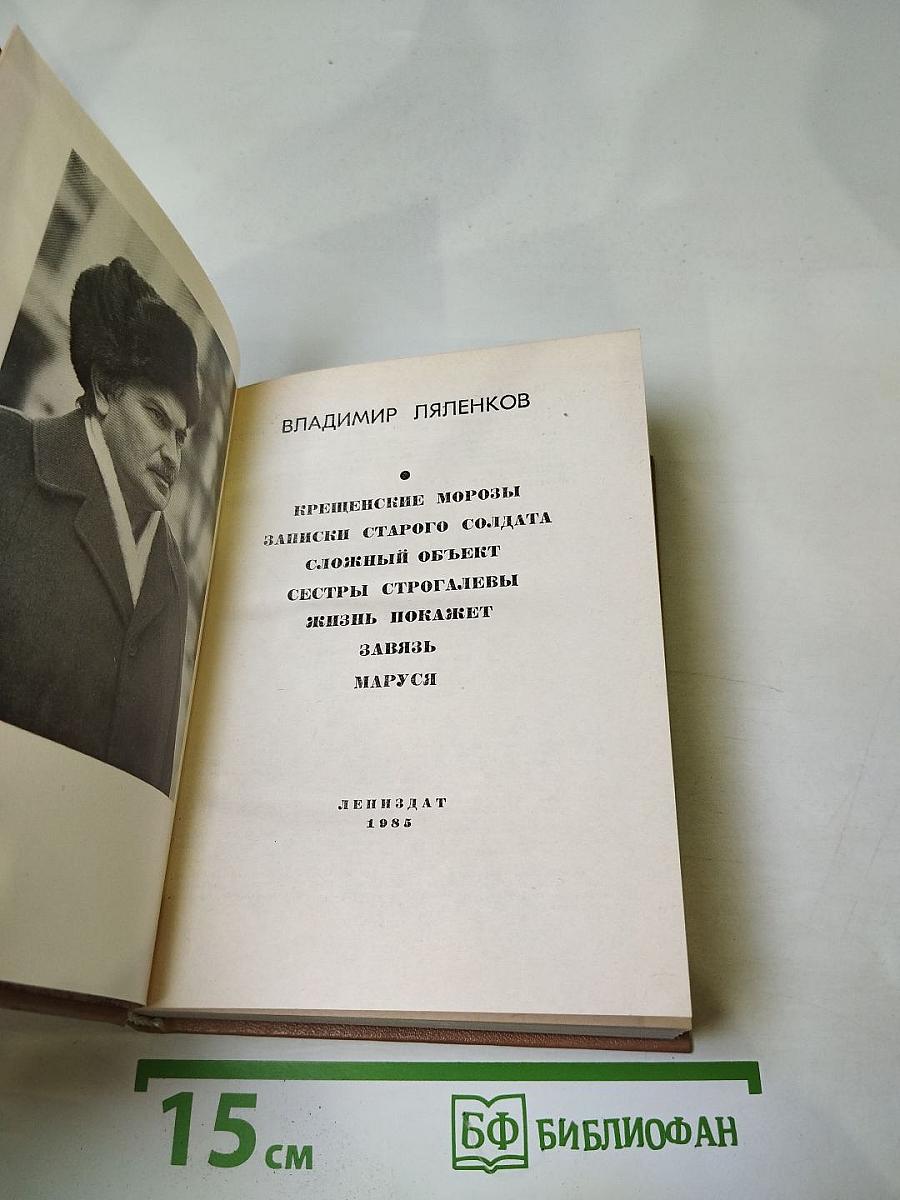 ВЛАДИМИР ЛЯЛЕНКОВ
КРЕЩЕНСКИЕ МОРОЗЫ
ЗАПИСКИ СТАРОГО СОЛДАТА
СЛОЖНЫЙ ОБЪЕКТ
СЕСТРЫ СТРОГАЛЕВЫ
ЖИЗНЬ ПОКАЖЕТ
ЗАВЯЗЬ
МАРУСЯ
ЛЕНИЗДАТ
1985
15 см
БФ БИБЛИОФАН